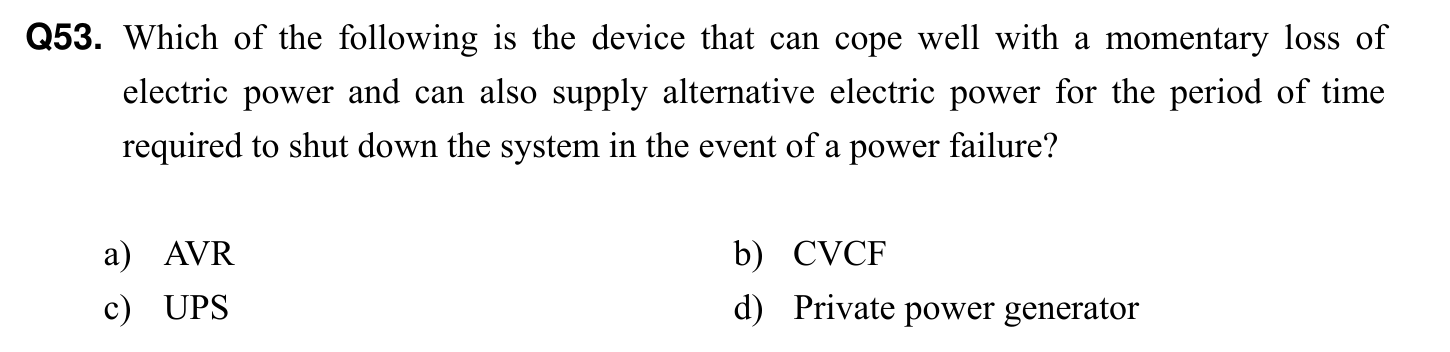 Q53. Which of the following is the device that can cope well with a momentary loss of
electric power and can also supply alternative electric power for the period of time
required to shut down the system in the event of a power failure?
a) AVR b) CVCF
c) UPS d) Private power generator